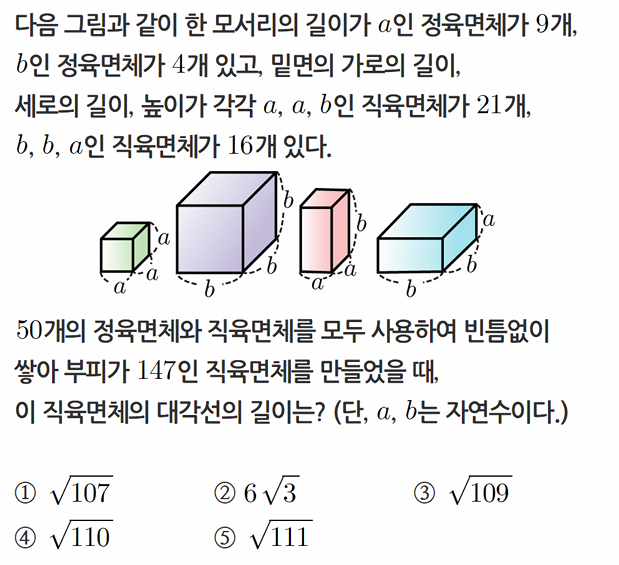 다음 그림과 같이 한 모서리의 길이가 a인 정육면체가 9개,
b인 정육면체가 4개 있고, 밑면의 가로의 길이,
세로의 길이, 높이가 각각 a, a, b인 직육면체가 21개,
b, b, a인 직육면체가 16개 있다.
a a a b b b a a b b b a
50개의 정육면체와 직육면체를 모두 사용하여 빈틈없이
쌓아 부피가 147인 직육면체를 만들었을 때,
이 직육면체의 대각선의 길이는? (단, a, b는 자연수이다.)
① √107 ② 6√3 ③ √109
④ √110 ⑤ √111